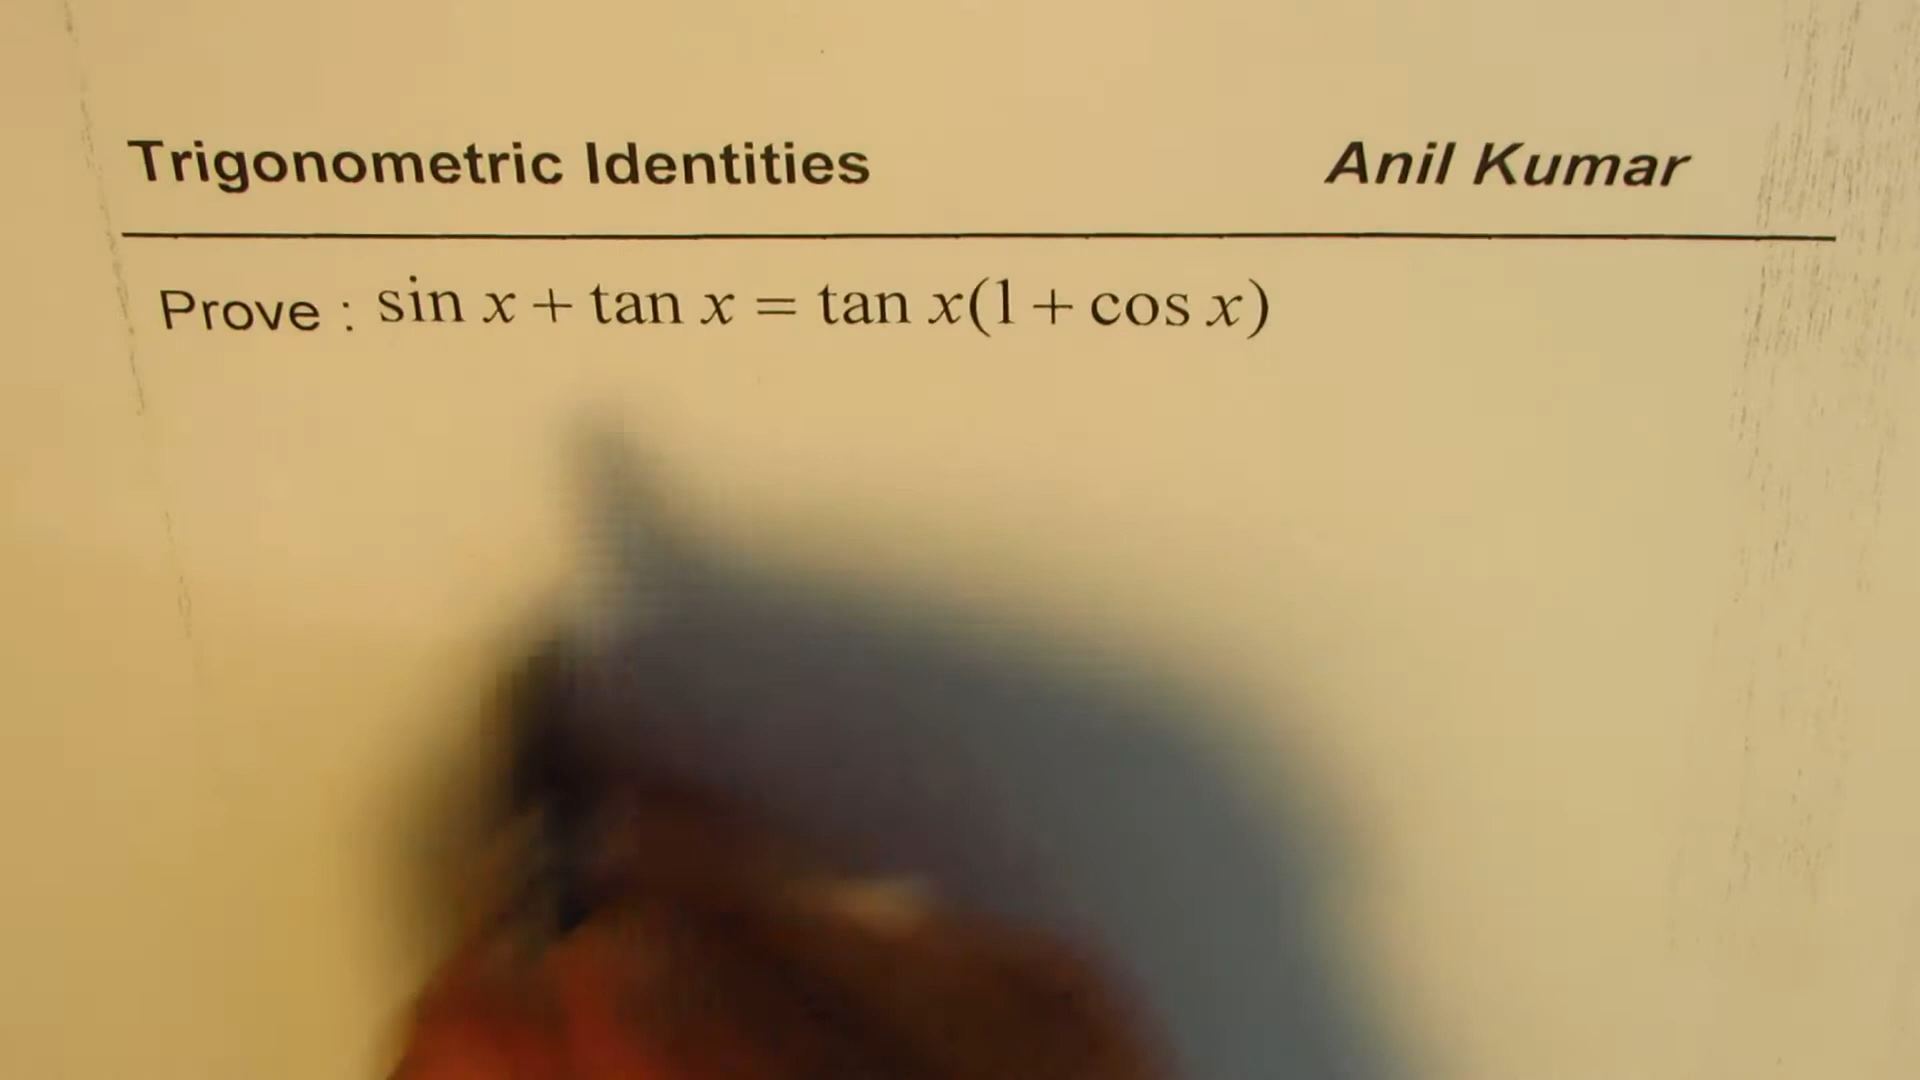 Trigonometric Identities Anil Kumar
Prove : sin x + tan x = tan x(1 + cos x)